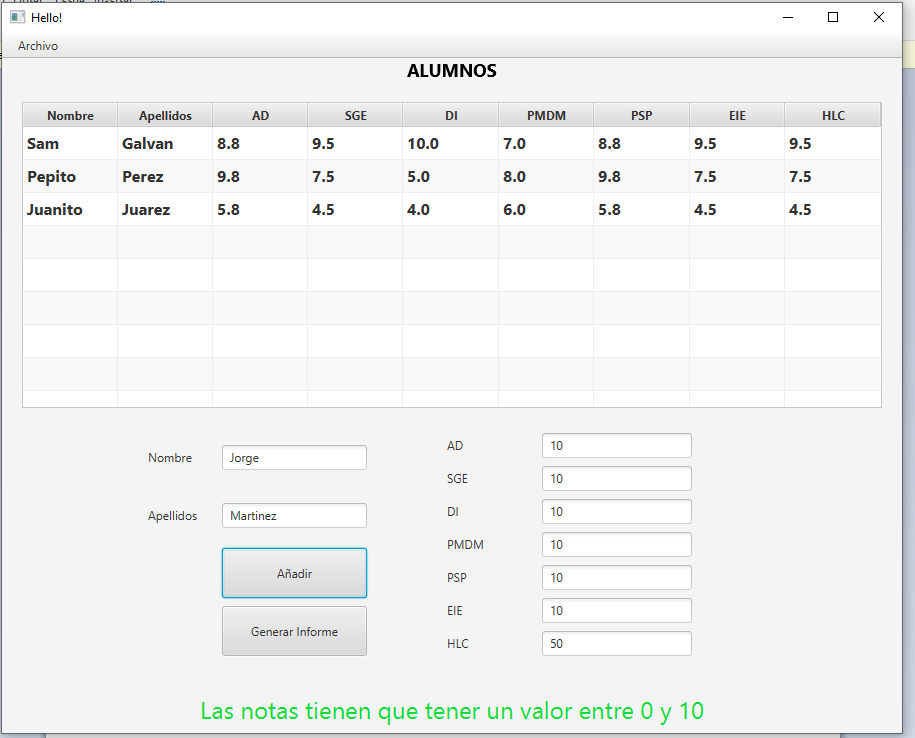 Hello!
Archivo
ALUMNOS
Nombre Apellidos AD SGE DI PMDM PSP EIE HLC
Sam Galvan 8.8 9.5 10.0 7.0 8.8 9.5 9.5
Pepito Perez 9.8 7.5 5.0 8.0 9.8 7.5 7.5
Juanito Juarez 5.8 4.5 4.0 6.0 5.8 4.5 4.5
Nombre Jorge
Apellidos Martinez
Añadir
Generar Informe
AD 10
SGE 10
DI 10
PMDM 10
PSP 10
EIE 10
HLC 50
Las notas tienen que tener un valor entre 0 y 10